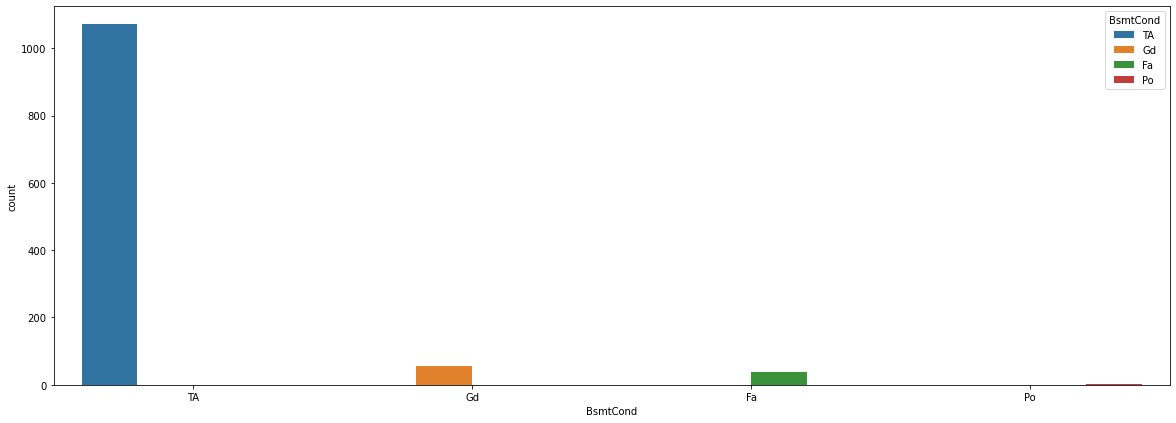 BsmtCond
TA
Gd
Fa
Po
1000
800
600
400
200
0
count
TA Gd Fa Po
BsmtCond